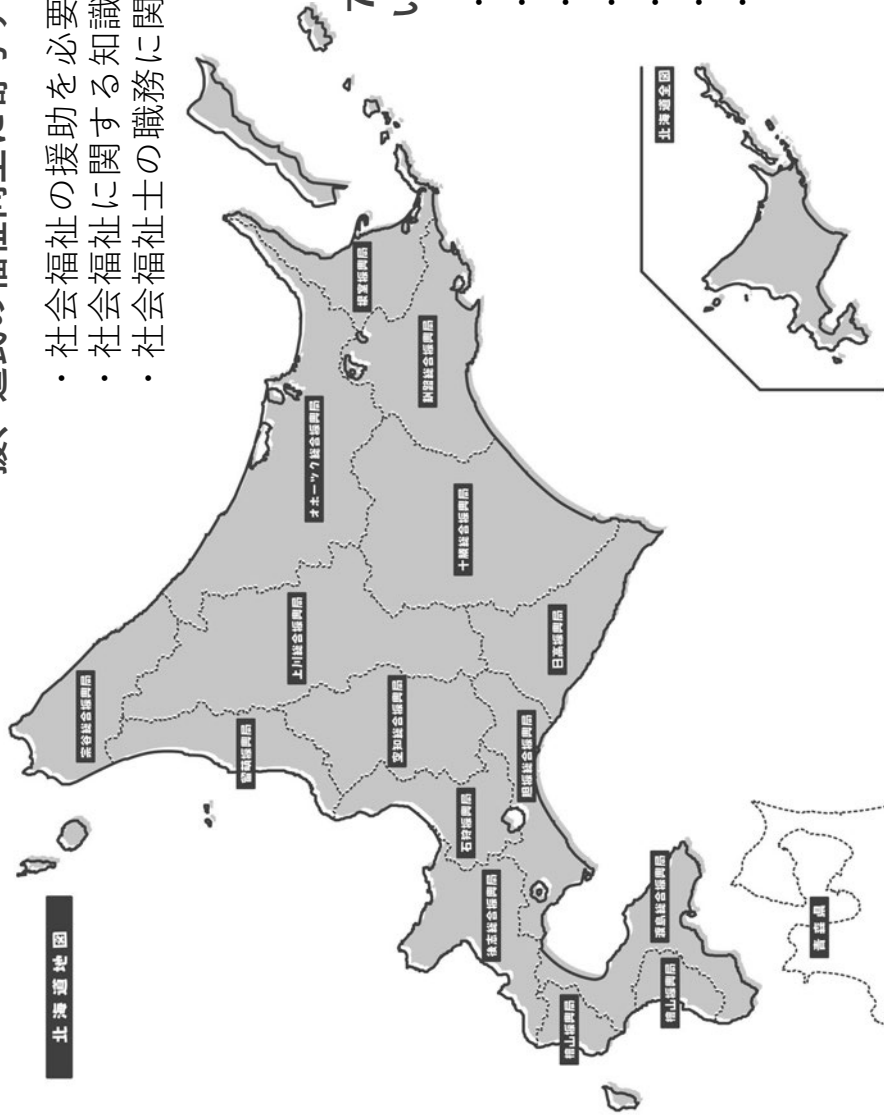 ・社会福祉の援助を必要
・社会福祉に関する知識
・社会福祉士の職務に関
い
・
・
・
・
・
・
北海道地図
宗谷総合振興局
留萌振興局
上川総合振興局
オホーツク総合振興局
根室振興局
釧路総合振興局
十勝総合振興局
空知総合振興局
石狩振興局
日高振興局
胆振総合振興局
後志総合振興局
檜山振興局
渡島総合振興局
檜山振興局
青森県
北海道全図